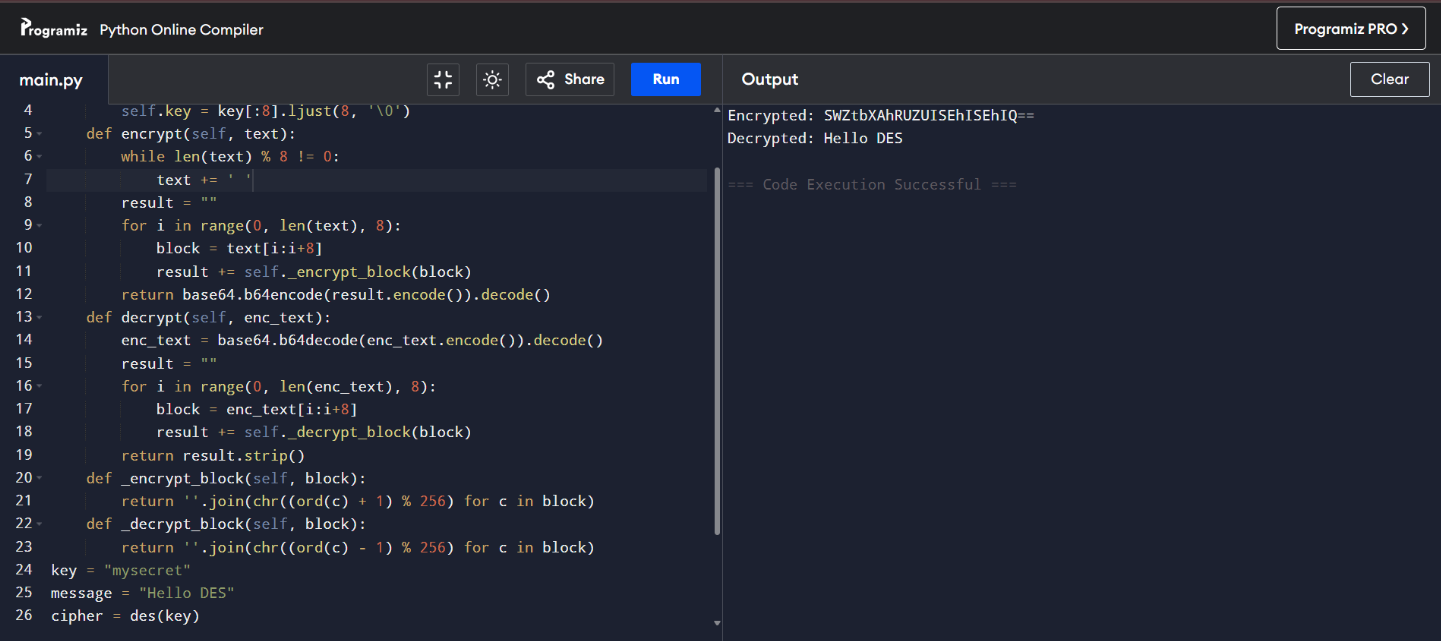 Programiz Python Online Compiler
Programiz PRO ›
main.py
Share
Run
Output
Clear
4         self.key = key[:8].ljust(8, '\0')
5     def encrypt(self, text):
6         while len(text) % 8 != 0:
7             text += ' '
8         result = ""
9         for i in range(0, len(text), 8):
10             block = text[i:i+8]
11             result += self._encrypt_block(block)
12         return base64.b64encode(result.encode()).decode()
13     def decrypt(self, enc_text):
14         enc_text = base64.b64decode(enc_text.encode()).decode()
15         result = ""
16         for i in range(0, len(enc_text), 8):
17             block = enc_text[i:i+8]
18             result += self._decrypt_block(block)
19         return result.strip()
20     def _encrypt_block(self, block):
21         return ''.join(chr((ord(c) + 1) % 256) for c in block)
22     def _decrypt_block(self, block):
23         return ''.join(chr((ord(c) - 1) % 256) for c in block)
24 key = "mysecret"
25 message = "Hello DES"
26 cipher = des(key)
Encrypted: SWZtbXAhRUZUISEhISEhIQ==
Decrypted: Hello DES
=== Code Execution Successful ===